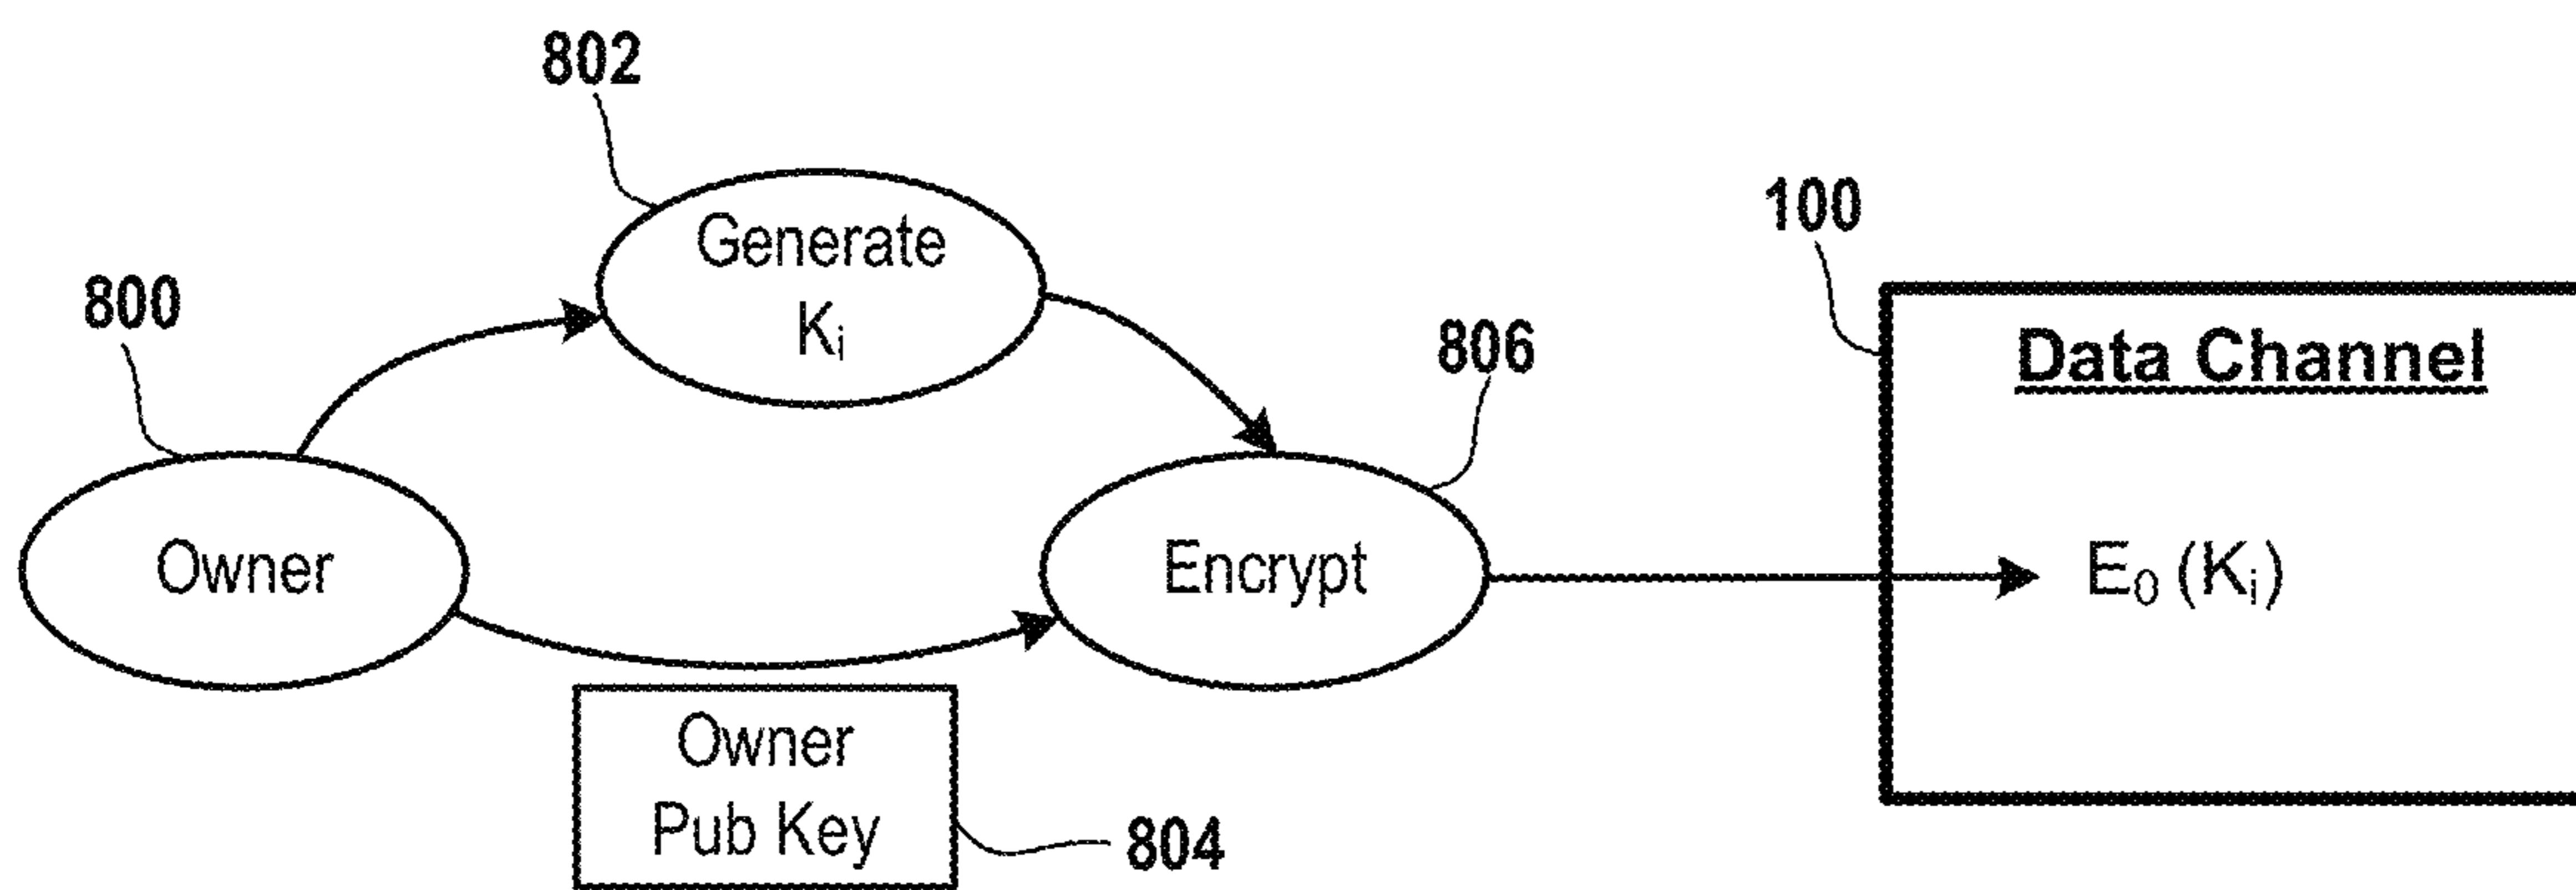 802
Generate
Kᵢ
100
800
Data Channel
806
Owner
Encrypt
E₀ (Kᵢ)
Owner
Pub Key
804